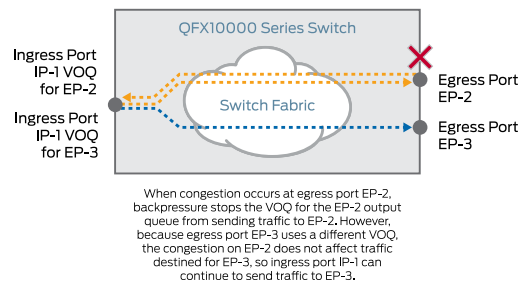 QFX10000 Series Switch
Ingress Port
IP-1 VOQ
for EP-2
Ingress Port
IP-1 VOQ
for EP-3
Switch Fabric
Egress Port
EP-2
Egress Port
EP-3
When congestion occurs at egress port EP-2,
backpressure stops the VOQ for the EP-2 output
queue from sending traffic to EP-2. However,
because egress port EP-3 uses a different VOQ,
the congestion on EP-2 does not affect traffic
destined for EP-3, so ingress port IP-1 can
continue to send traffic to EP-3.